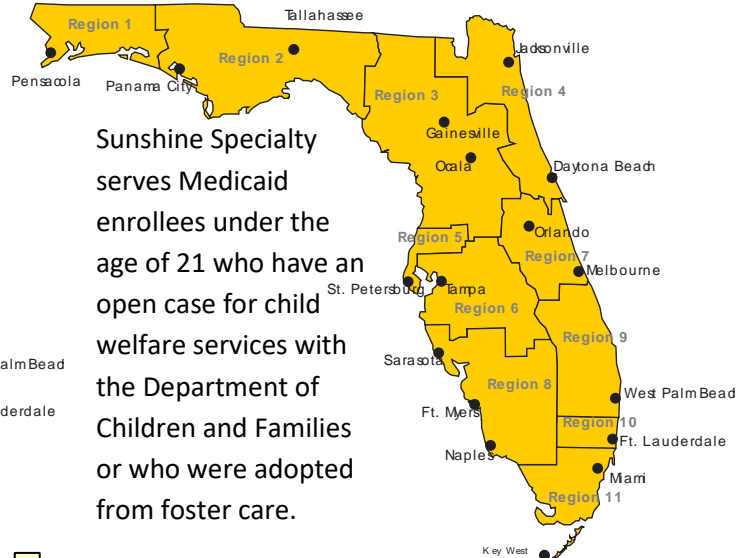 Tallahassee
Region 1
Jacksonville
Region 2
Pensacola
Panama City
Region 3
Region 4
Gainesville
Ocala
Daytona Beach
Sunshine Specialty
serves Medicaid
enrollees under the
age of 21 who have an
open case for child
welfare services with
the Department of
Children and Families
or who were adopted
from foster care.
Region 5
Orlando
Region 7
Melbourne
St. Petersburg
Tampa
Region 6
Region 9
Sarasota
alm Bead
Region 8
West Palm Bead
derdale
Ft. Myers
Region 10
Ft. Lauderdale
Naples
Miami
Region 11
Key West